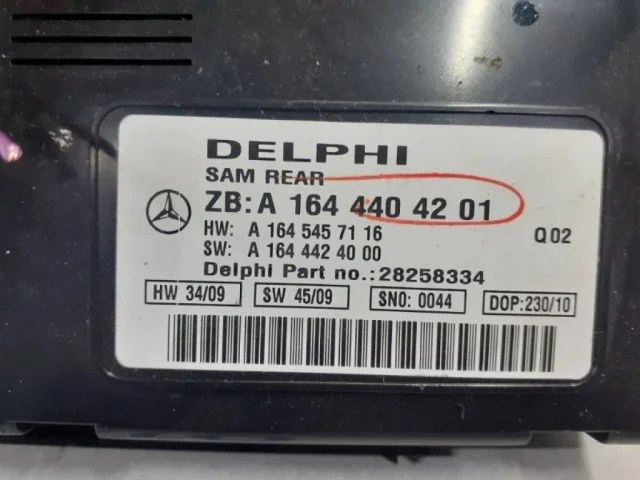 DELPHI
SAM REAR
ZB: A 164 440 42 01
HW: A 164 545 71 16
SW: A 164 442 40 00
Q02
Delphi Part no.:28258334
HW 34/09 SW 45/09 SNO: 0044 DOP:230/10